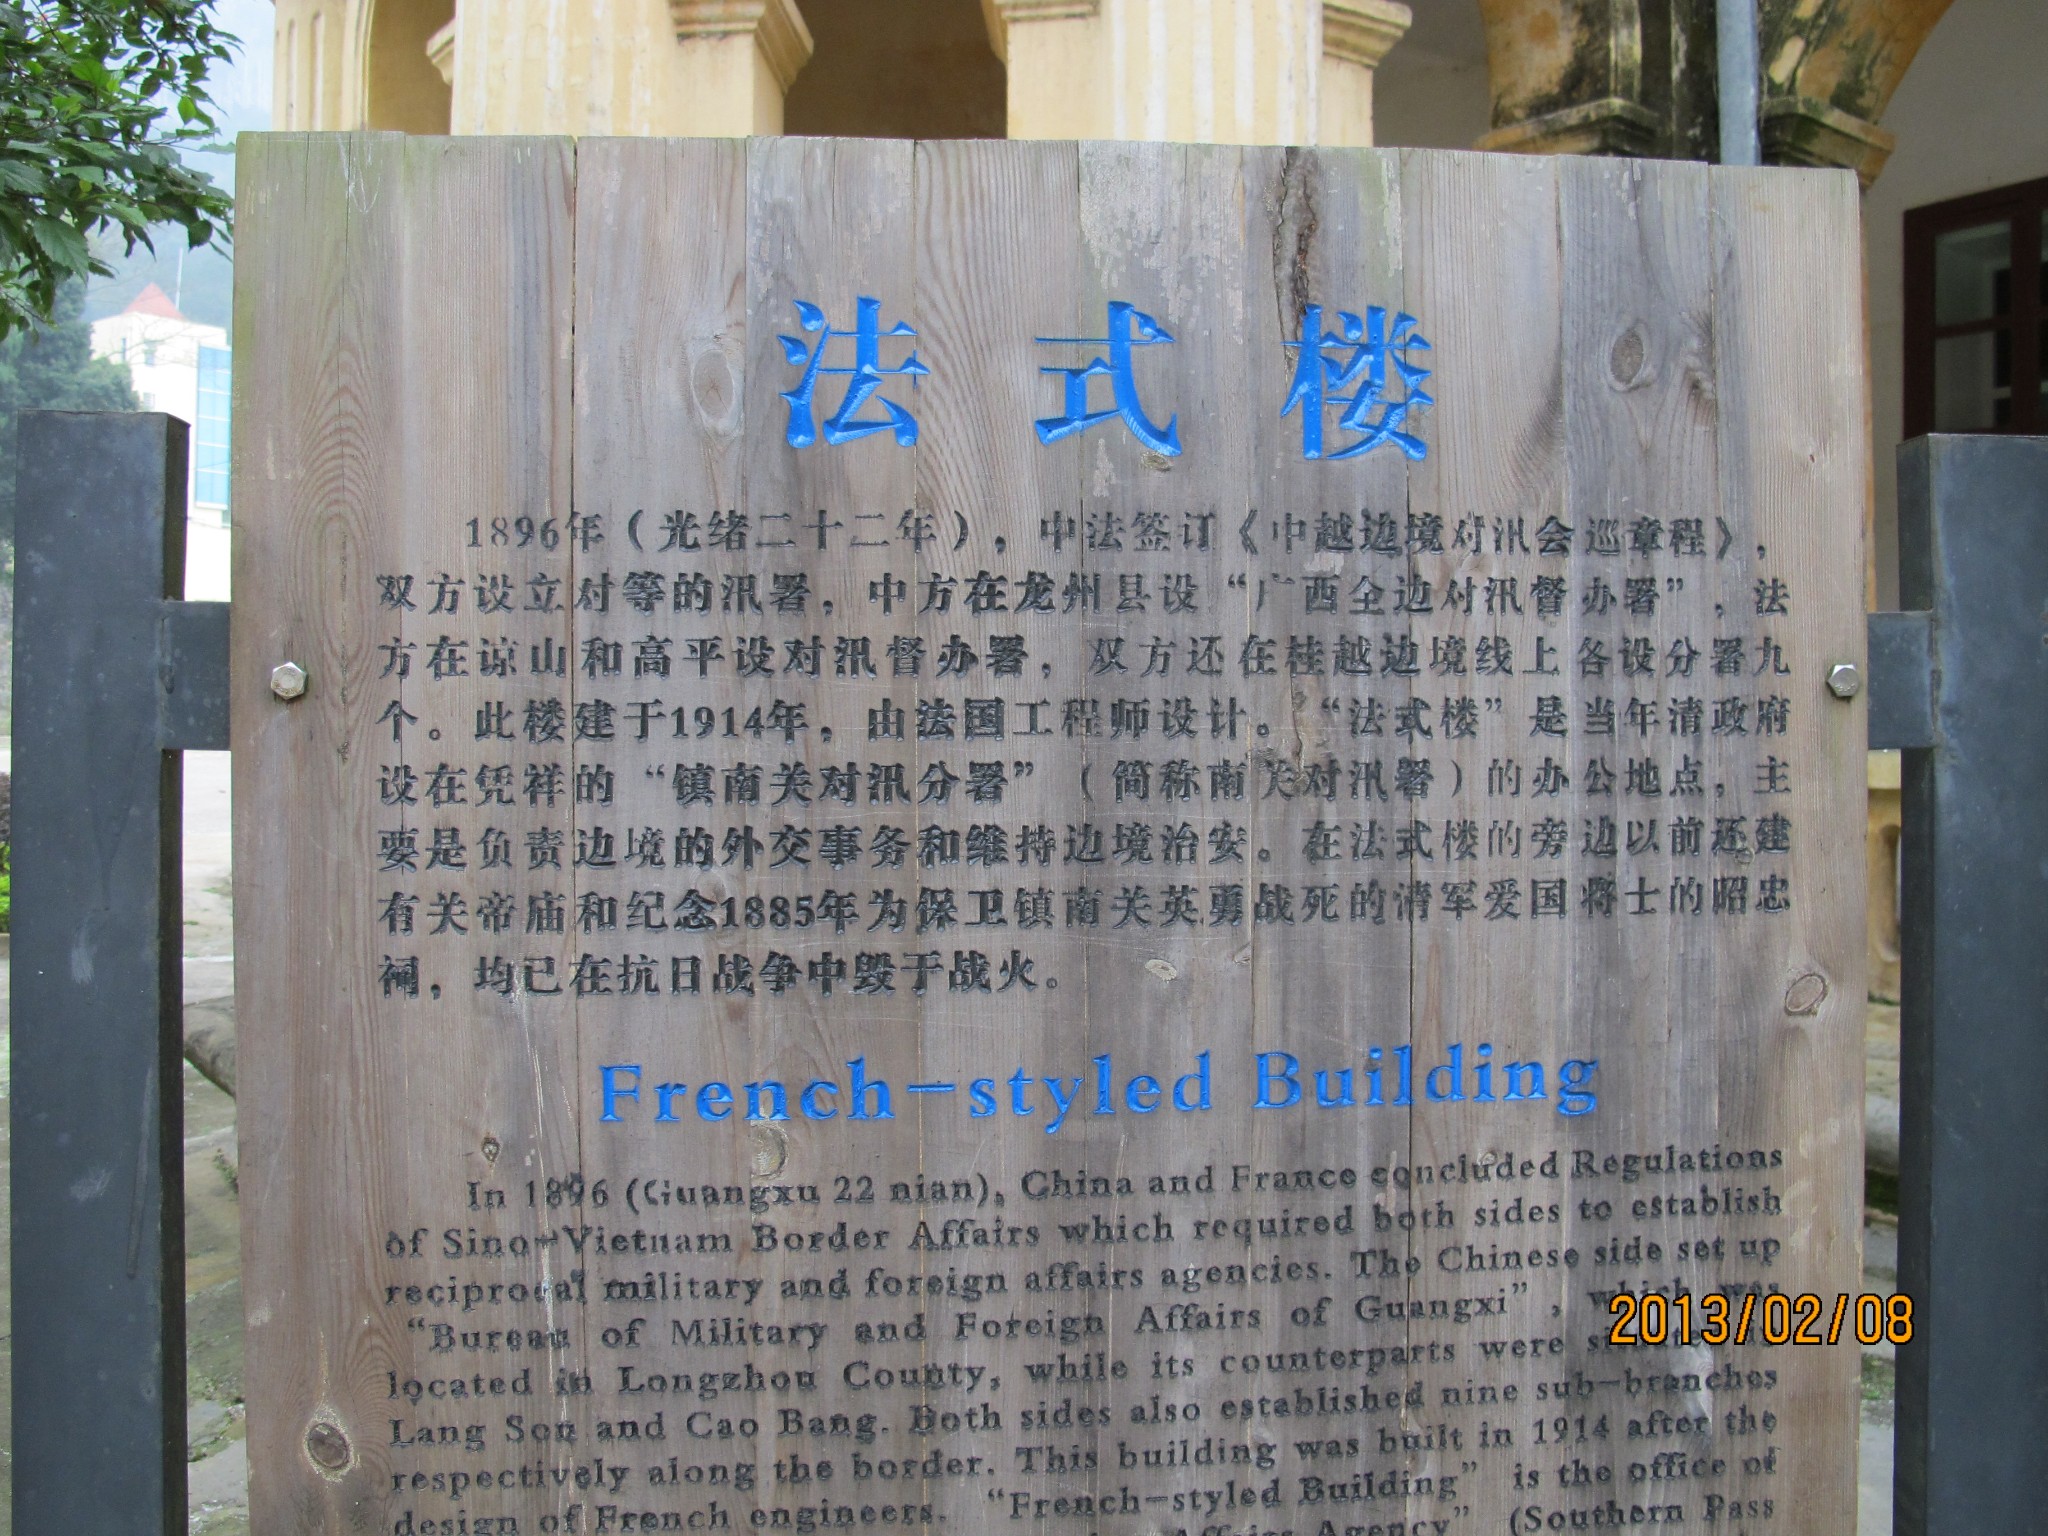 法式楼
1896年（光绪二十二年），中法签订《中越边境对汛会巡章程》，
双方设立对等的汛署，中方在龙州县设“广西全边对汛督办署”，法
方在谅山和高平设对汛督办署，双方还在桂越边境线上各设分署九
个。此楼建于1914年，由法国工程师设计。“法式楼”是当年清政府
设在凭祥的“镇南关对汛分署”（简称南关对汛署）的办公地点，主
要是负责边境的外交事务和维持边境治安。在法式楼的旁边以前还建
有关帝庙和纪念1885年为保卫镇南关英勇战死的清军爱国将士的昭忠
祠，均已在抗日战争中毁于战火。
French-styled Building
In 1896 (Guangxu 22 nian), China and France concluded Regulations
of Sino-Vietnam Border Affairs which required both sides to establish
reciprocal military and foreign affairs agencies. The Chinese side set up
“Bureau of Military and Foreign Affairs of Guangxi”, which was
located in Longzhou County, while its counterparts were
Lang Son and Cao Bang. Both sides also established nine sub-branches
respectively along the border. This building was built in 1914 after the
design of French engineers. “French-styled Building” is the office of
Affairs Agency” (Southern Pass
2013/02/08